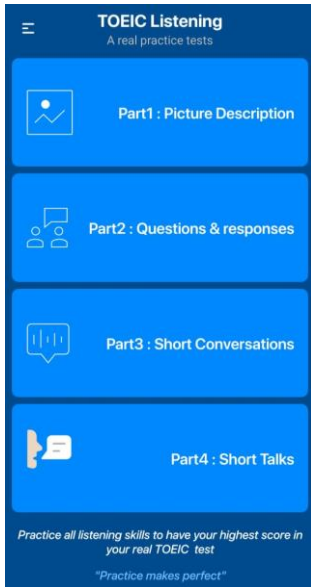 TOEIC Listening
A real practice tests
Part1 : Picture Description
Part2 : Questions & responses
Part3 : Short Conversations
Part4 : Short Talks
Practice all listening skills to have your highest score in
your real TOEIC test
"Practice makes perfect"